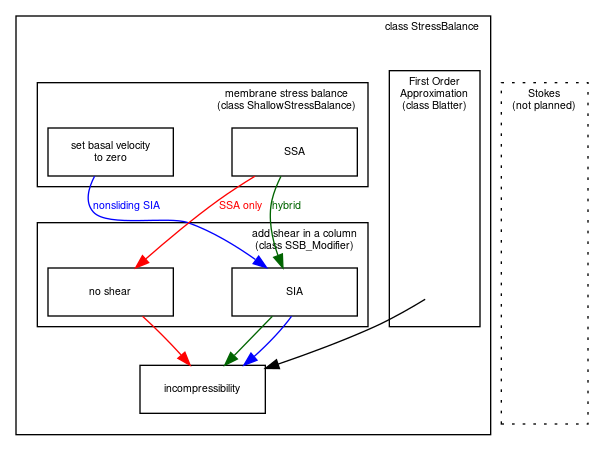 class StressBalance
membrane stress balance
(class ShallowStressBalance)
First Order
Approximation
(class Blatter)
Stokes
(not planned)
set basal velocity
to zero
SSA
nonsliding SIA
SSA only
hybrid
add shear in a column
(class SSB_Modifier)
no shear
SIA
incompressibility